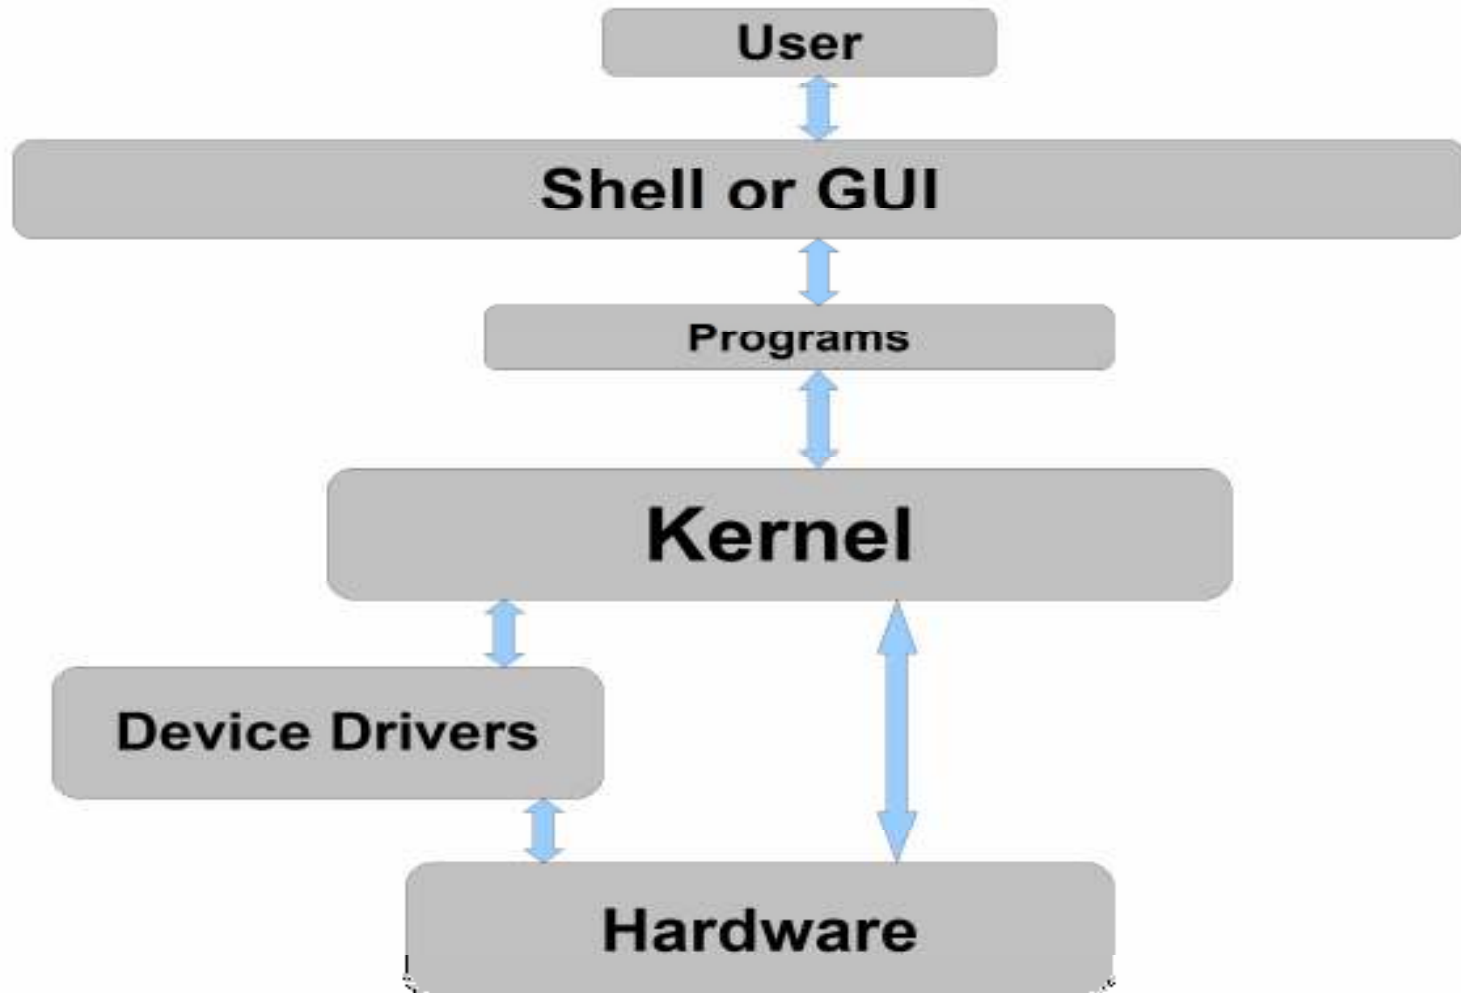 User
Shell or GUI
Programs
Kernel
Device Drivers
Hardware